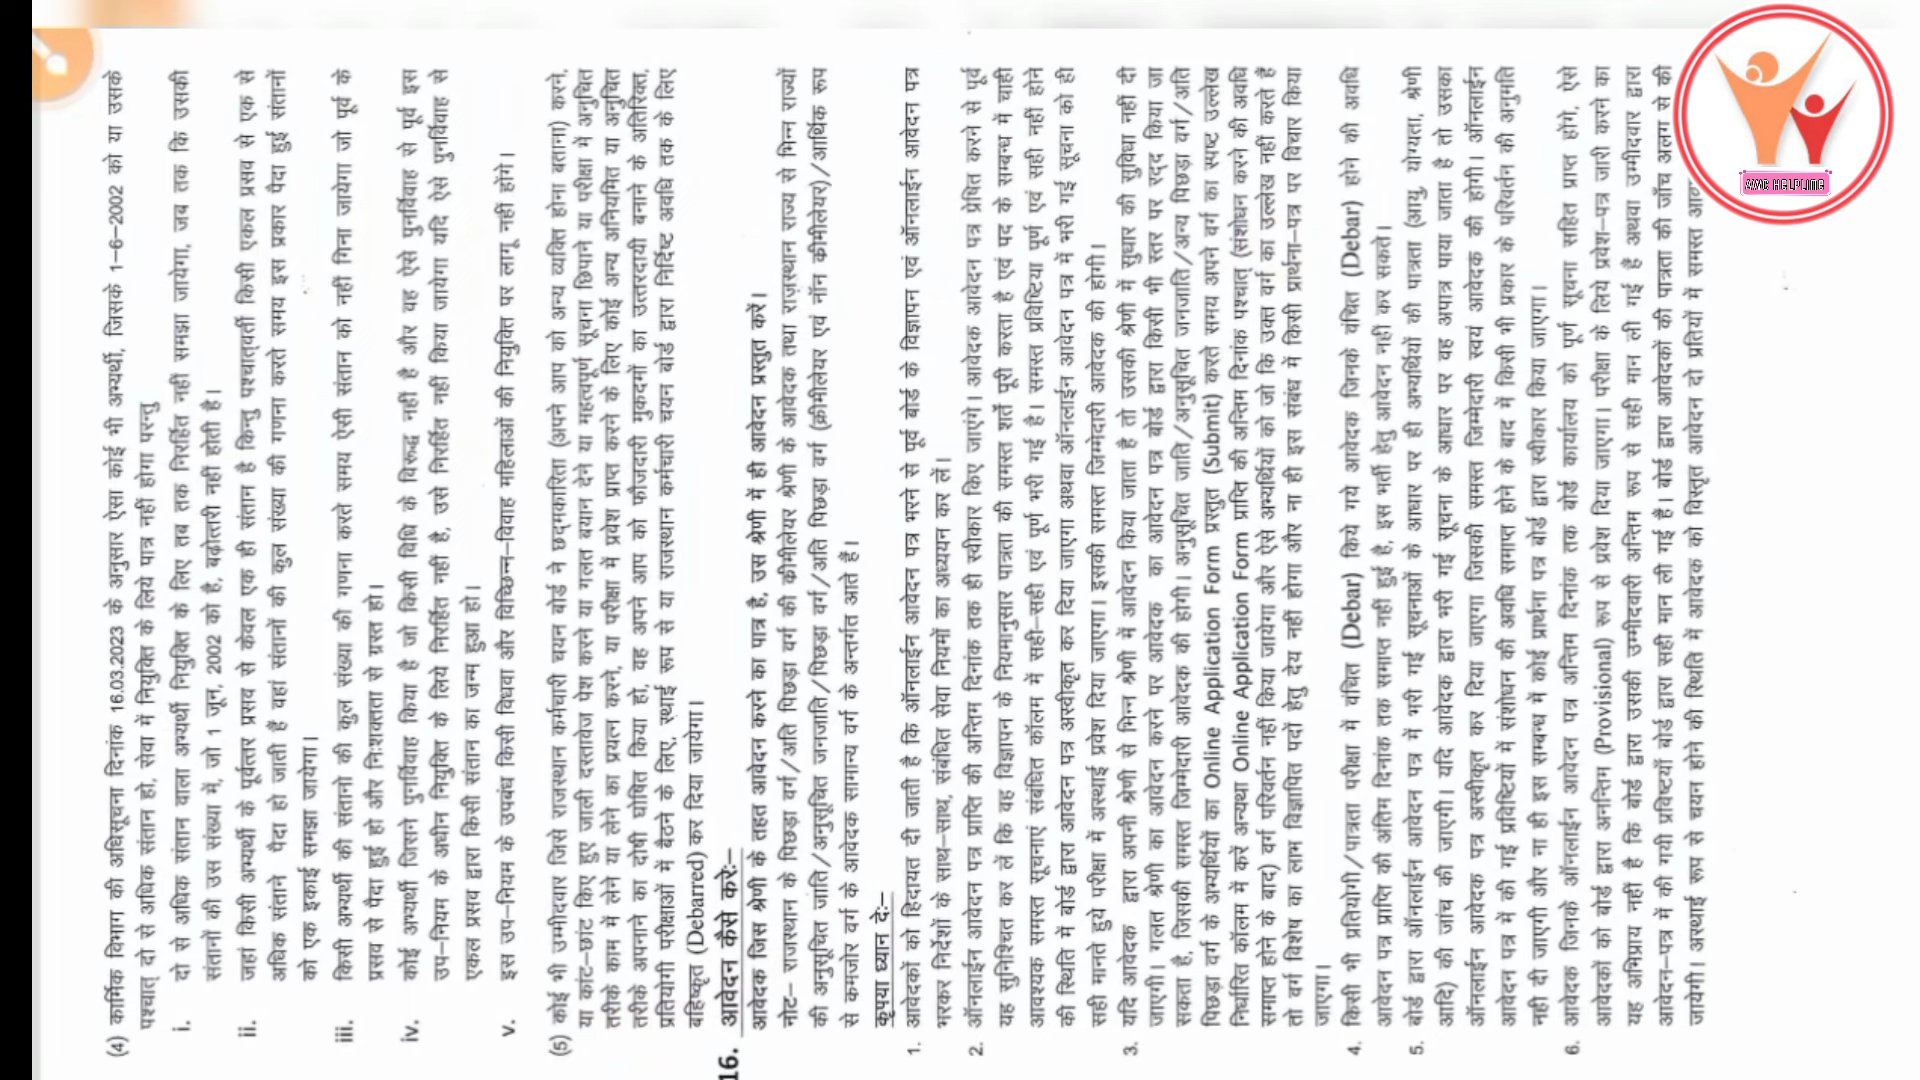 (4) कार्मिक विभाग की अधिसूचना दिनांक 16.03.2023 के अनुसार ऐसा कोई भी अभ्यर्थी, जिसके 1–6–2002 को या उसके
पश्चात् दो से अधिक संतान हो, सेवा में नियुक्ति के लिये पात्र नहीं होगा परन्तु
i. दो से अधिक संतान वाला अभ्यर्थी नियुक्ति के लिए तब तक निरर्हित नहीं समझा जायेगा, जब तक कि उसकी
संतानों की उस संख्या में, जो 1 जून, 2002 को है, बढ़ोत्तरी नहीं होती है।
ii. जहां किसी अभ्यर्थी के पूर्वत्तर प्रसव से केवल एक ही संतान है किन्तु पश्चात्वर्ती किसी एकल प्रसव से एक से
अधिक संताने पैदा हो जाती हैं वहां संतानों की कुल संख्या की गणना करते समय इस प्रकार पैदा हुई संतानों
को एक इकाई समझा जायेगा।
iii. किसी अभ्यर्थी की संतानो की कुल संख्या की गणना करते समय ऐसी संतान को नहीं गिना जायेगा जो पूर्व के
प्रसव से पैदा हुई हो और निःशक्तता से ग्रस्त हो।
iv. कोई अभ्यर्थी जिसने पुनर्विवाह किया है जो किसी विधि के विरूद्ध नहीं है और वह ऐसे पुनर्विवाह से पूर्व इस
उप–नियम के अधीन नियुक्ति के लिये निरर्हित नहीं है, उसे निरर्हित नहीं किया जायेगा यदि ऐसे पुनर्विवाह से
एकल प्रसव द्वारा किसी संतान का जन्म हुआ हो।
v. इस उप–नियम के उपबंध किसी विधवा और विच्छिन्न–विवाह महिलाओं की नियुक्ति पर लागू नहीं होंगे।
(5) कोई भी उम्मीदवार जिसे राजस्थान कर्मचारी चयन बोर्ड ने छद्मकारिता (अपने आप को अन्य व्यक्ति होना बताना) करने,
या कांट–छांट किए हुए जाली दस्तावेज पेश करने या गलत बयान देने या महत्वपूर्ण सूचना छिपाने या परीक्षा में अनुचित
तरीके काम में लेने या लेने का प्रयत्न करने, या परीक्षा में प्रवेश प्राप्त करने के लिए कोई अन्य अनियमित या अनुचित
तरीके अपनाने का दोषी घोषित किया हो, वह अपने आप को फौजदारी मुकदमों का उत्तरदायी बनाने के अतिरिक्त,
प्रतियोगी परीक्षाओं में बैठने के लिए, स्थाई रूप से या राजस्थान कर्मचारी चयन बोर्ड द्वारा निर्दिष्ट अवधि तक के लिए
बहिष्कृत (Debarred) कर दिया जायेगा।
16. आवेदन कैसे करेः–
आवेदक जिस श्रेणी के तहत आवेदन करने का पात्र है, उस श्रेणी में ही आवेदन प्रस्तुत करें।
नोट– राजस्थान के पिछड़ा वर्ग/अति पिछड़ा वर्ग की क्रीमीलेयर श्रेणी के आवेदक तथा राजस्थान राज्य से भिन्न राज्यों
की अनुसूचित जाति/अनुसूचित जनजाति/पिछड़ा वर्ग/अति पिछड़ा वर्ग (क्रीमीलेयर एवं नॉन क्रीमीलेयर)/आर्थिक रूप
से कमजोर वर्ग के आवेदक सामान्य वर्ग के अन्तर्गत आते हैं।
कृप्या ध्यान देः–
1. आवेदकों को हिदायत दी जाती है कि ऑनलाईन आवेदन पत्र भरने से पूर्व बोर्ड के विज्ञापन एवं ऑनलाईन आवेदन पत्र
भरकर निर्देशों के साथ–साथ, संबंधित सेवा नियमों का अध्ययन कर लें।
2. ऑनलाईन आवेदन पत्र प्राप्ति की अन्तिम दिनांक तक ही स्वीकार किए जाएंगे। आवेदक आवेदन पत्र प्रेषित करने से पूर्व
यह सुनिश्चित कर लें कि वह विज्ञापन के नियमानुसार पात्रता की समस्त शर्ते पूरी करता है एवं पद के सम्बन्ध में चाही
आवश्यक समस्त सूचनाएं संबंधित कॉलम में सही–सही एवं पूर्ण भरी गई है। समस्त प्रविष्टिया पूर्ण एवं सही नहीं होने
की स्थिति में बोर्ड द्वारा आवेदन पत्र अस्वीकृत कर दिया जाएगा अथवा ऑनलाईन आवेदन पत्र में भरी गई सूचना को ही
सही मानते हुये परीक्षा में अस्थाई प्रवेश दिया जाएगा। इसकी समस्त जिम्मेदारी आवेदक की होगी।
3. यदि आवेदक द्वारा अपनी श्रेणी से भिन्न श्रेणी में आवेदन किया जाता है तो उसकी श्रेणी में सुधार की सुविधा नहीं दी
जाएगी। गलत श्रेणी का आवेदन करने पर आवेदक का आवेदन पत्र बोर्ड द्वारा किसी भी स्तर पर रद्द किया जा
सकता है, जिसकी समस्त जिम्मेदारी आवेदक की होगी। अनुसूचित जाति/अनुसूचित जनजाति/अन्य पिछड़ा वर्ग/अति
पिछड़ा वर्ग के अभ्यर्थियों का Online Application Form प्रस्तुत (Submit) करते समय अपने वर्ग का स्पष्ट उल्लेख
निर्धारित कॉलम में करें अन्यथा Online Application Form प्राप्ति की अन्तिम दिनांक पश्चात् (संशोधन करने की अवधि
समाप्त होने के बाद) वर्ग परिवर्तन नहीं किया जायेगा और ऐसे अभ्यर्थियों को जो कि उक्त वर्ग का उल्लेख नहीं करते है
तो वर्ग विशेष का लाभ विज्ञापित पदों हेतु देय नहीं होगा और ना ही इस संबंध में किसी प्रार्थना–पत्र पर विचार किया
जाएगा।
4. किसी भी प्रतियोगी/पात्रता परीक्षा में वंचित (Debar) किये गये आवेदक जिनके वंचित (Debar) होने की अवधि
आवेदन पत्र प्राप्ति की अंतिम दिनांक तक समाप्त नहीं हुई है, इस भर्ती हेतु आवेदन नहीं कर सकते।
5. बोर्ड द्वारा ऑनलाईन आवेदन पत्र में भरी गई सूचनाओं के आधार पर ही अभ्यर्थियों की पात्रता (आयु योग्यता, श्रेणी
आदि) की जांच की जाएगी। यदि आवेदक द्वारा भरी गई सूचना के आधार पर वह अपात्र पाया जाता है तो उसका
ऑनलाईन आवेदक पत्र अस्वीकृत कर दिया जाएगा जिसकी समस्त जिम्मेदारी स्वयं आवेदक की होगी। ऑनलाईन
आवेदन पत्र में की गई प्रविष्टियों में संशोधन की अवधि समाप्त होने के बाद में किसी भी प्रकार के परिवर्तन की अनुमति
नहीं दी जाएगी और ना ही इस सम्बन्ध में कोई प्रार्थना पत्र बोर्ड द्वारा स्वीकार किया जाएगा।
6. आवेदक जिनके ऑनलाईन आवेदन पत्र अन्तिम दिनांक तक बोर्ड कार्यालय को पूर्ण सूचना सहित प्राप्त होंगे, ऐसे
आवेदकों को बोर्ड द्वारा अनन्तिम (Provisional) रूप से प्रवेश दिया जाएगा। परीक्षा के लिये प्रवेश–पत्र जारी करने का
यह अभिप्राय नहीं है कि बोर्ड द्वारा उसकी उम्मीदवारी अन्तिम रूप से सही मान ली गई है अथवा उम्मीदवार द्वारा
आवेदन–पत्र में की गयी प्रविष्टियाँ बोर्ड द्वारा सही मान ली गई हैं। बोर्ड द्वारा आवेदकों की पात्रता की जाँच अलग से की
जायेगी। अस्थाई रूप से चयन होने की स्थिति में आवेदक को विस्तृत आवेदन दो प्रतियों में समस्त
HELPLINE